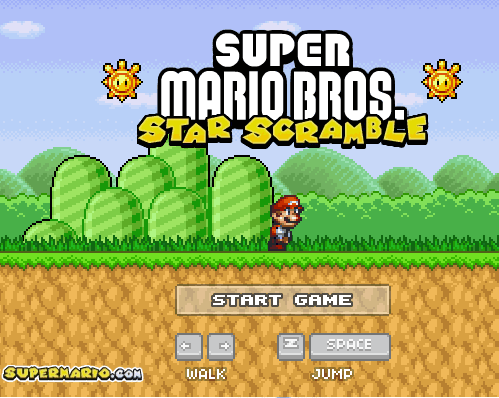 SUPER
MARIO BROS.
STAR SCRAMBLE
START GAME
← → Z SPACE
WALK JUMP
SUPERMARIO.COM